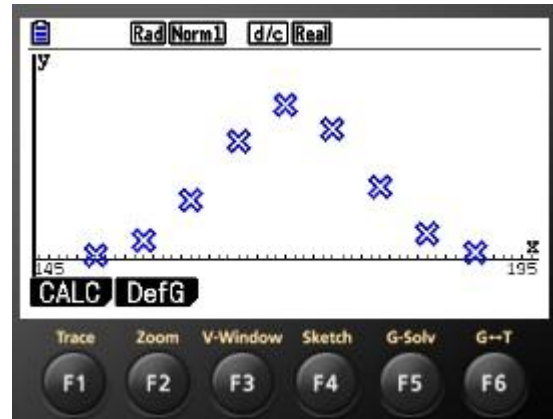 Rad Norm1 d/c Real
y
x
145 195
CALC DefG
Trace Zoom V-Window Sketch G-Solv G↔T
F1 F2 F3 F4 F5 F6